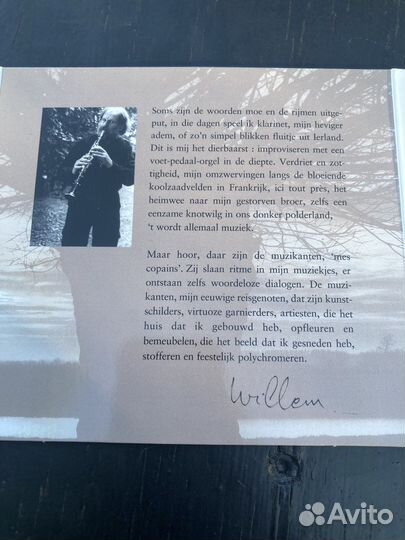 Soms zijn de woorden moe en de rijmen uitge-
put, in die dagen speel ik klarinet, mijn heviger
adem, of zo'n simpel blikken fluitje uit Ierland.
Dit is mij het dierbaarst : improviseren met een
voet-pedaal-orgel in de diepte. Verdriet en zot-
tigheid, mijn omzwervingen langs de bloeiende
koolzaadvelden in Frankrijk, ici tout près, het
heimwee naar mijn gestorven broer, zelfs een
eenzame knotwilg in ons donker polderland,
't wordt allemaal muziek.
Maar hoor, daar zijn de muzikanten, 'mes
copains'. Zij slaan ritme in mijn muziekjes, er
ontstaan zelfs woordeloze dialogen. De muzi-
kanten, mijn eeuwige reisgenoten, dat zijn kunst-
schilders, virtuoze garnierders, artiesten, die het
huis dat ik gebouwd heb, opfleuren en
bemeubelen, die het beeld dat ik gesneden heb,
stofferen en feestelijk polychromeren.
Willem
Avito